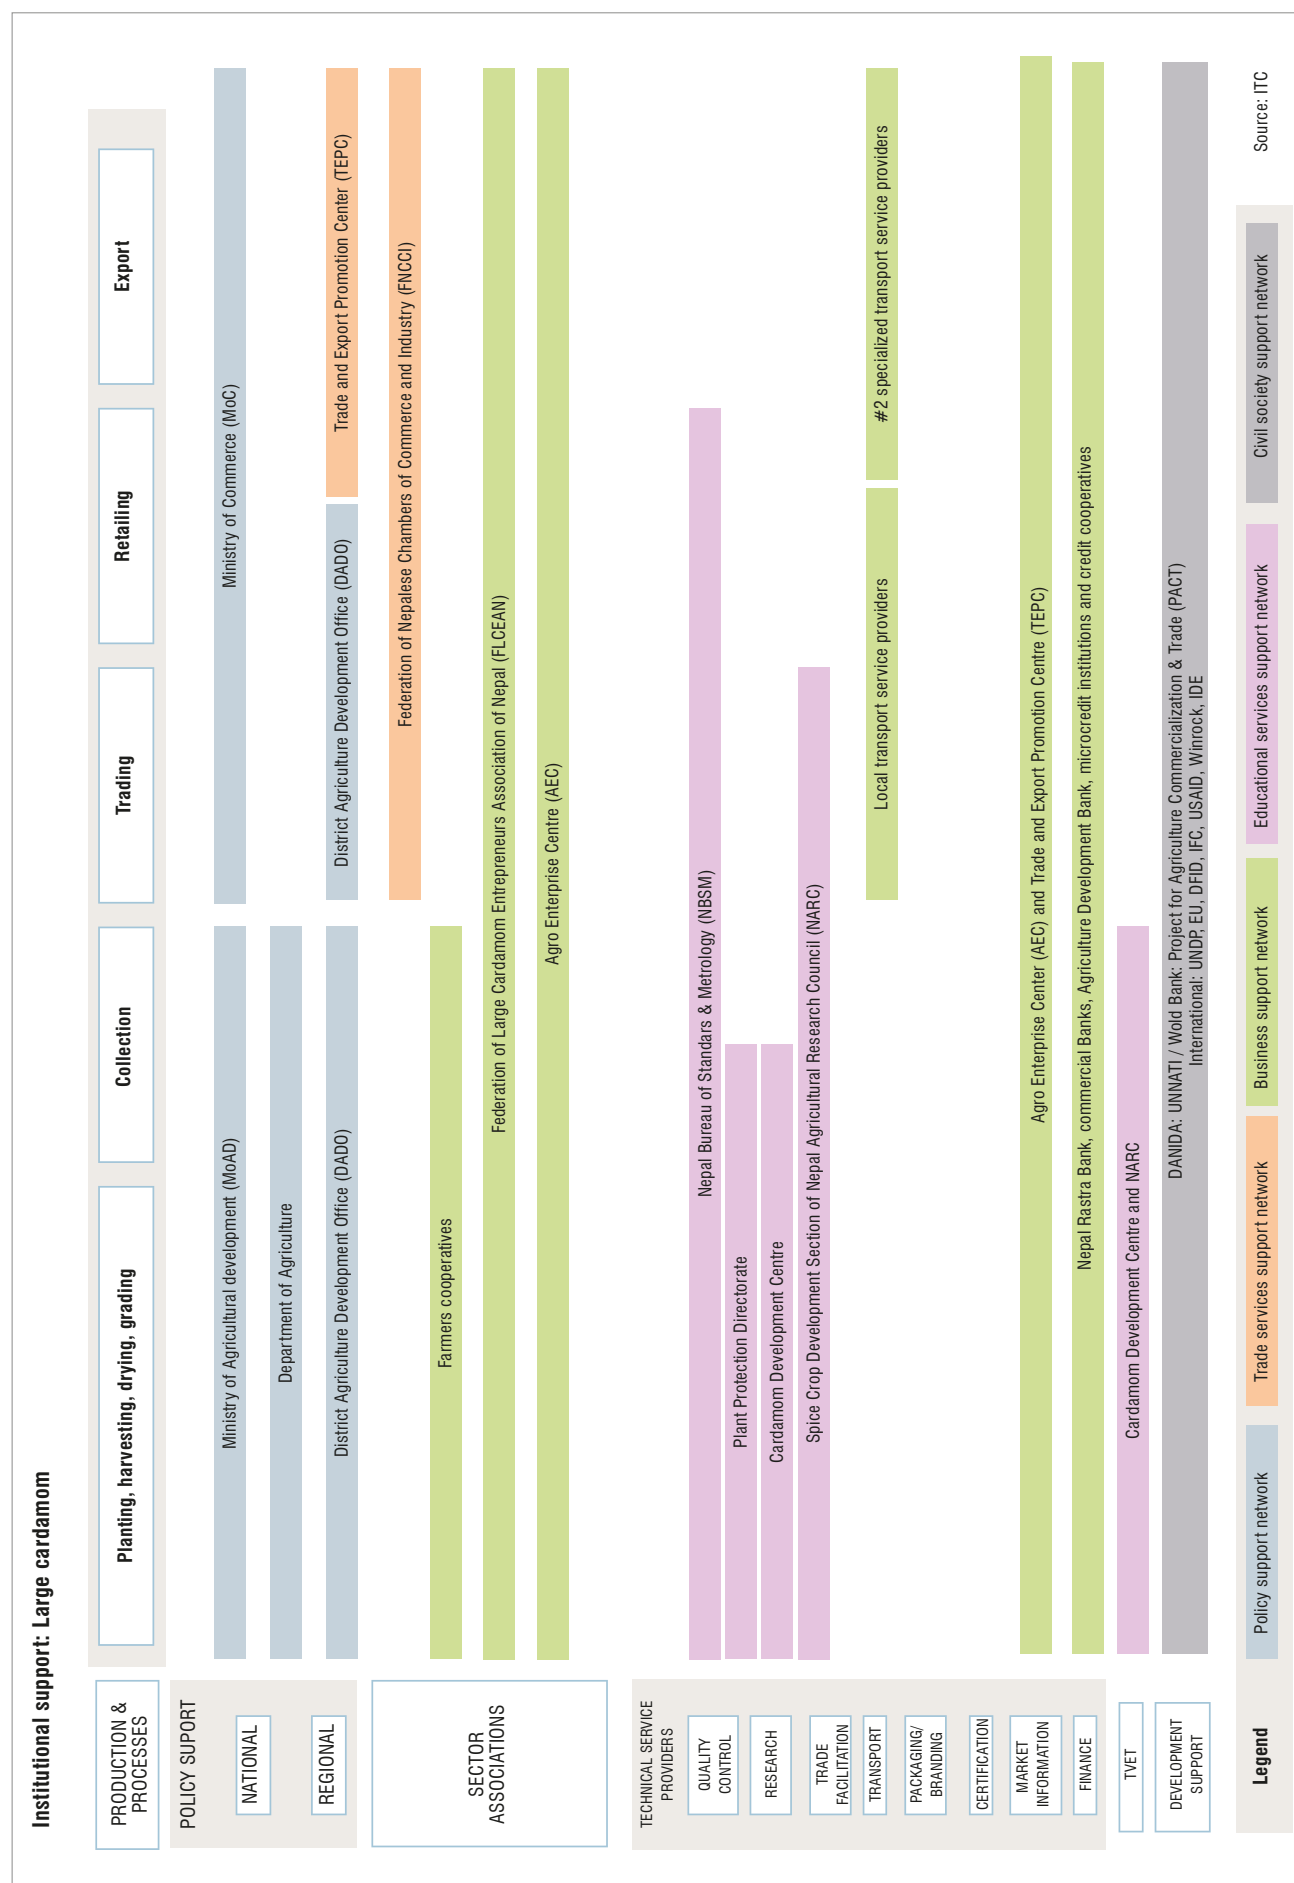 Institutional support: Large cardamom
PRODUCTION &
PROCESSES
Planting, harvesting, drying, grading
Collection
Trading
Retailing
Export
POLICY SUPORT
NATIONAL
Ministry of Agricultural development (MoAD)
Ministry of Commerce (MoC)
Department of Agriculture
REGIONAL
District Agriculture Development Office (DADO)
District Agriculture Development Office (DADO)
Trade and Export Promotion Center (TEPC)
SECTOR
ASSOCIATIONS
Federation of Nepalese Chambers of Commerce and Industry (FNCCI)
Farmers cooperatives
Federation of Large Cardamom Entrepreneurs Association of Nepal (FLCEAN)
Agro Enterprise Centre (AEC)
TECHNICAL SERVICE
PROVIDERS
QUALITY
CONTROL
Nepal Bureau of Standars & Metrology (NBSM)
Plant Protection Directorate
RESEARCH
Cardamom Development Centre
Spice Crop Development Section of Nepal Agricultural Research Council (NARC)
TRADE
FACILITATION
TRANSPORT
Local transport service providers
#2 specialized transport service providers
PACKAGING/
BRANDING
CERTIFICATION
MARKET
INFORMATION
Agro Enterprise Center (AEC) and Trade and Export Promotion Centre (TEPC)
FINANCE
Nepal Rastra Bank, commercial Banks, Agriculture Development Bank, microcredit institutions and credit cooperatives
TVET
Cardamom Development Centre and NARC
DEVELOPMENT
SUPPORT
DANIDA: UNNATI / Wold Bank: Project for Agriculture Commercialization & Trade (PACT)
International: UNDP, EU, DFID, IFC, USAID, Winrock, IDE
Legend
Policy support network
Trade services support network
Business support network
Educational services support network
Civil society support network
Source: ITC